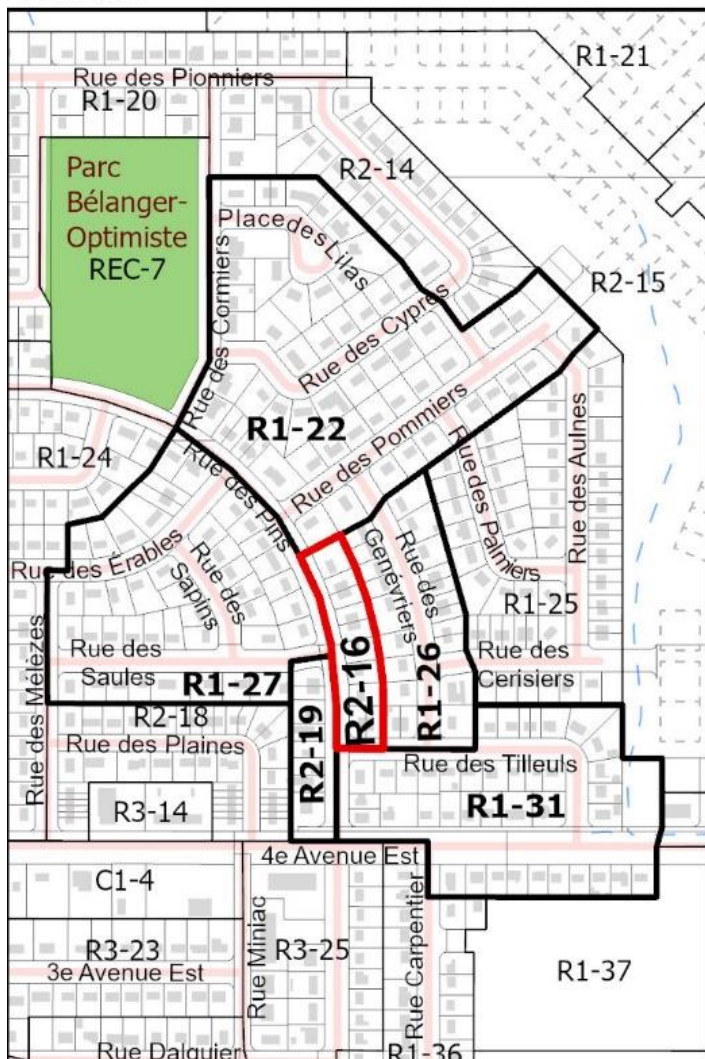 R1-21
Rue des Pionniers
R1-20
R2-14
Parc
Bélanger-
Optimiste
REC-7
Place des Lilas
Rue des Cormiers
R2-15
Rue des Cyprès
R1-22
Rue des Pommiers
R1-24
Rue des Pins
Rue des Aulnes
Rue des Palmiers
Rue des Érables
Rue des
Sapins
Rue des
Genévriers
R1-25
Rue des
Saules
R1-27
R2-16
R1-26
Rue des
Cerisiers
Rue des Mélèzes
R2-18
Rue des Plaines
R2-19
Rue des Tilleuls
R3-14
R1-31
4e Avenue Est
C1-4
R3-23
3e Avenue Est
Rue Miniac
R3-25
Rue Carpentier
R1-37
Rue Dalquier
R1-36